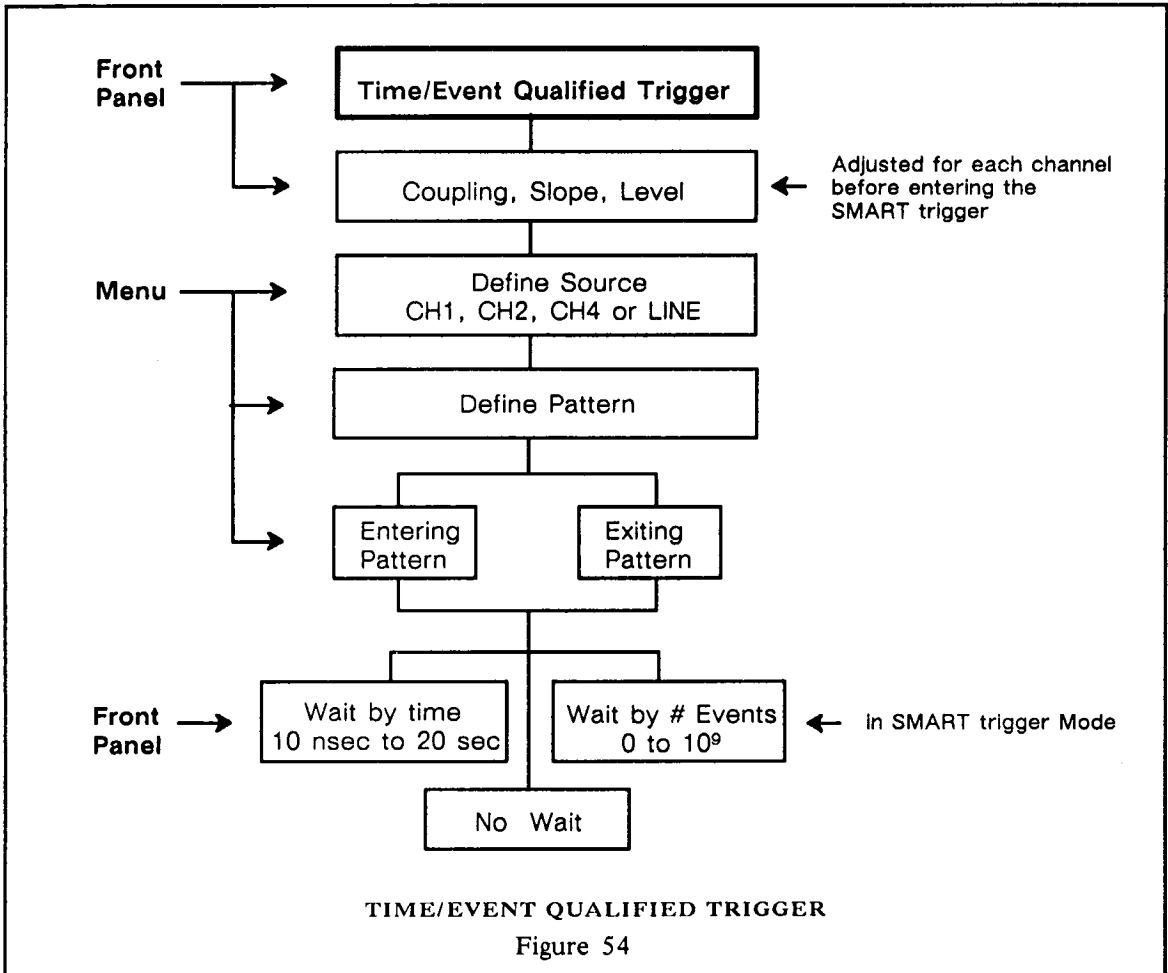 Front
Panel
Time/Event Qualified Trigger
Coupling, Slope, Level
Adjusted for each channel
before entering the
SMART trigger
Menu
Define Source
CH1, CH2, CH4 or LINE
Define Pattern
Entering
Pattern
Exiting
Pattern
Front
Panel
Wait by time
10 nsec to 20 sec
Wait by # Events
0 to 10⁹
in SMART trigger Mode
No Wait
TIME/EVENT QUALIFIED TRIGGER
Figure 54